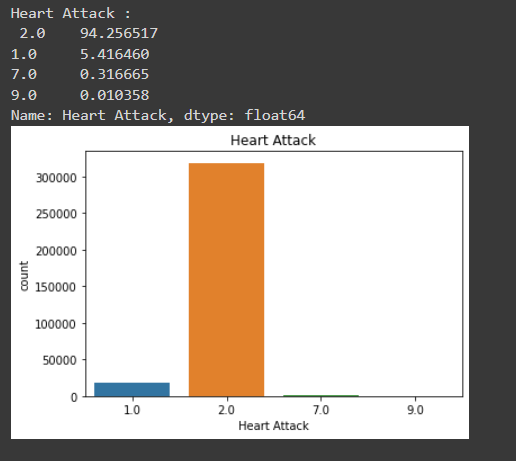 Heart Attack :
2.0    94.256517
1.0    5.416460
7.0    0.316665
9.0    0.010358
Name: Heart Attack, dtype: float64
Heart Attack
300000
250000
200000
150000
100000
50000
0
count
1.0 2.0 7.0 9.0
Heart Attack